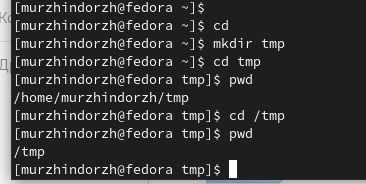 [murzhindorzh@fedora ~]$
[murzhindorzh@fedora ~]$ cd
[murzhindorzh@fedora ~]$ mkdir tmp
[murzhindorzh@fedora ~]$ cd tmp
[murzhindorzh@fedora tmp]$ pwd
/home/murzhindorzh/tmp
[murzhindorzh@fedora tmp]$ cd /tmp
[murzhindorzh@fedora tmp]$ pwd
/tmp
[murzhindorzh@fedora tmp]$